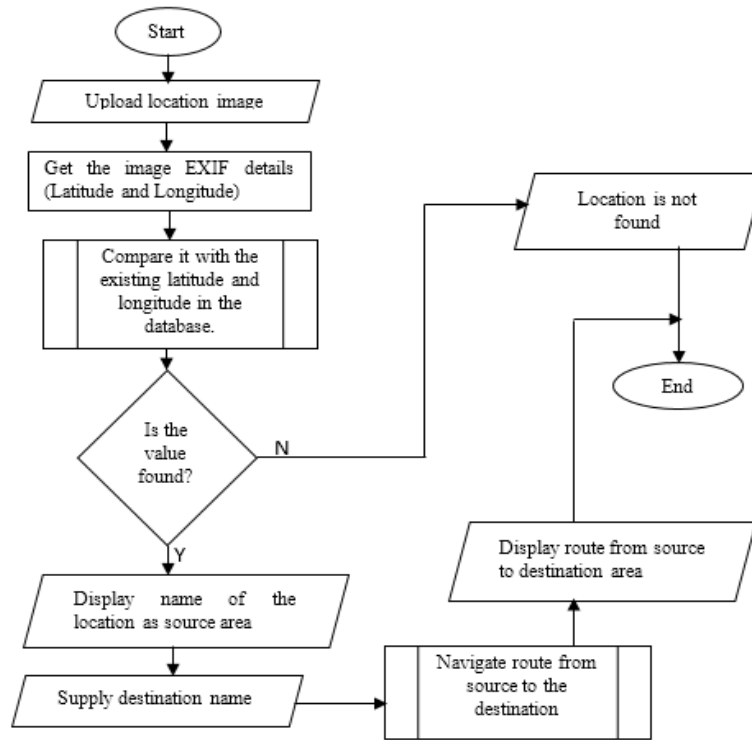 Start
Upload location image
Get the image EXIF details
(Latitude and Longitude)
Compare it with the
existing latitude and
longitude in the
database.
Is the
value
found?
N
Y
Display name of the
location as source area
Supply destination name
Navigate route from
source to the
destination
Display route from source
to destination area
Location is not
found
End